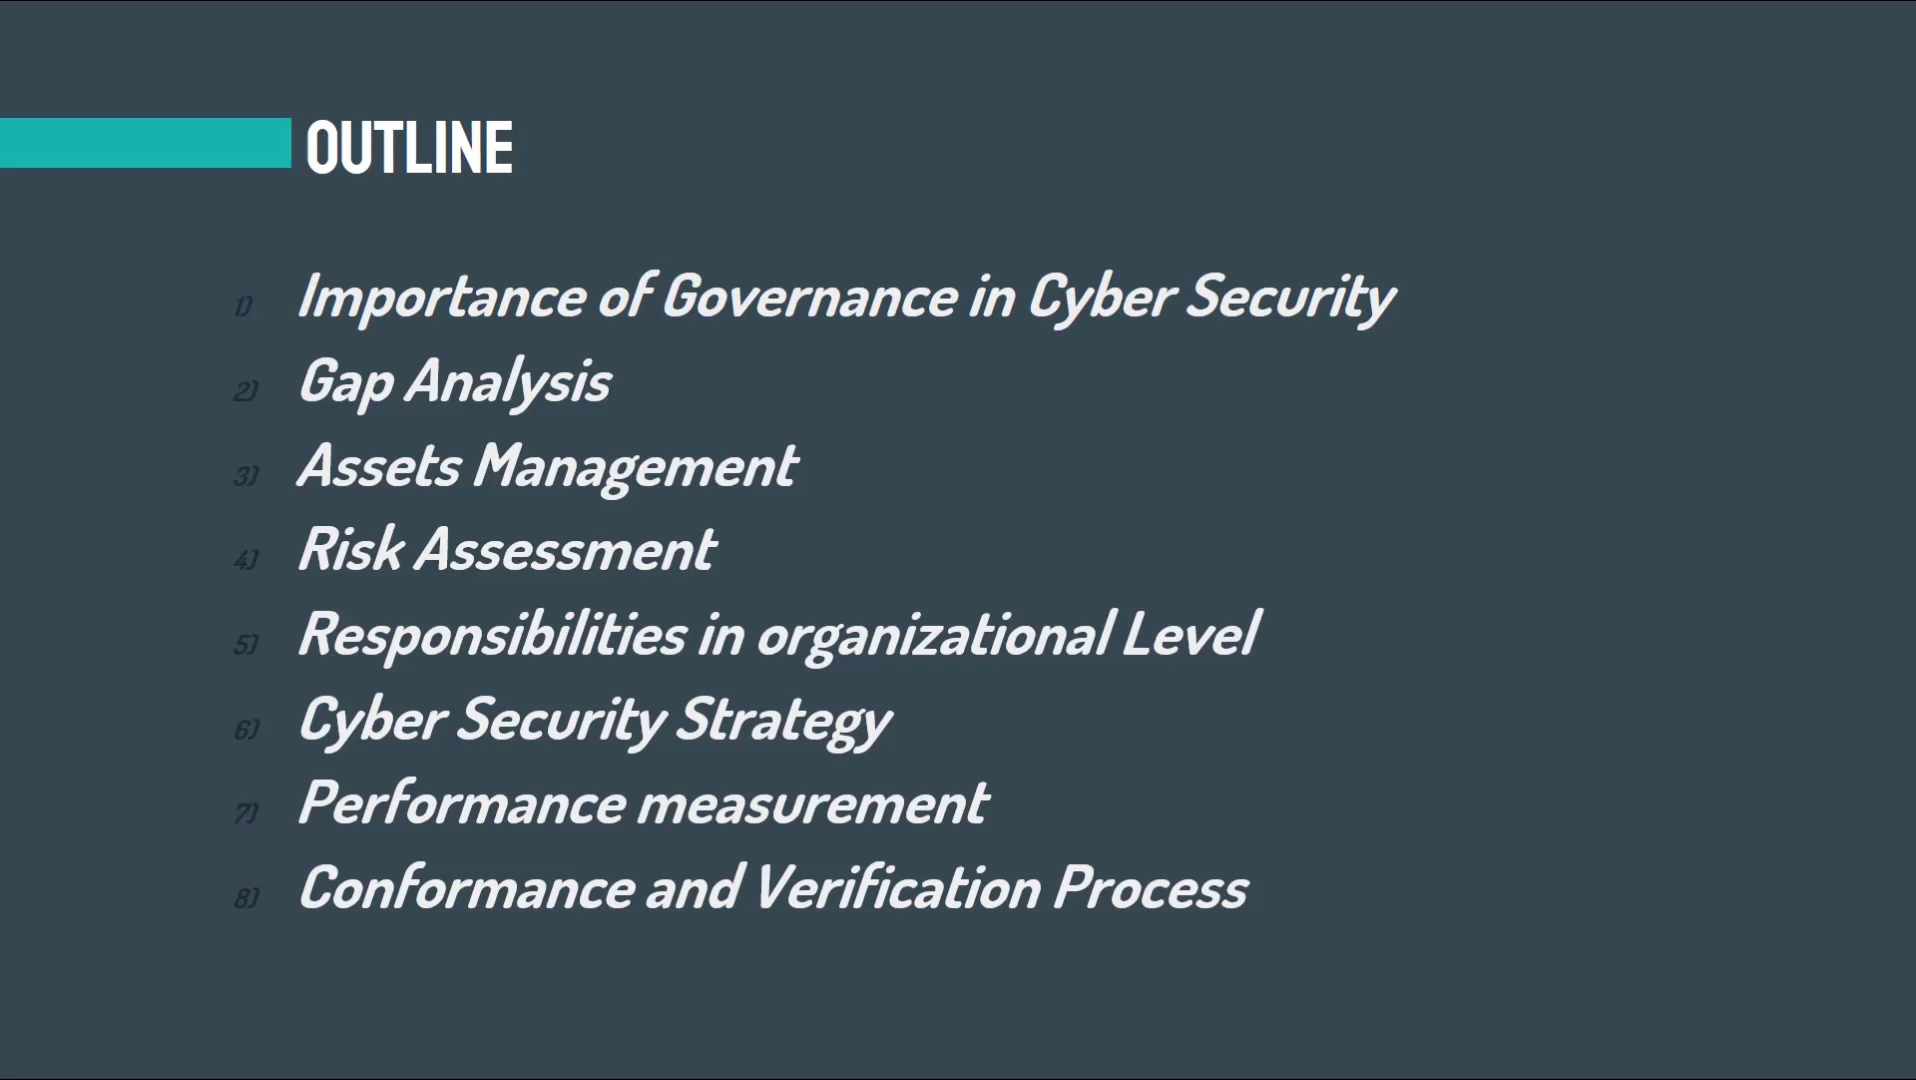 OUTLINE
1) Importance of Governance in Cyber Security
2) Gap Analysis
3) Assets Management
4) Risk Assessment
5) Responsibilities in organizational Level
6) Cyber Security Strategy
7) Performance measurement
8) Conformance and Verification Process